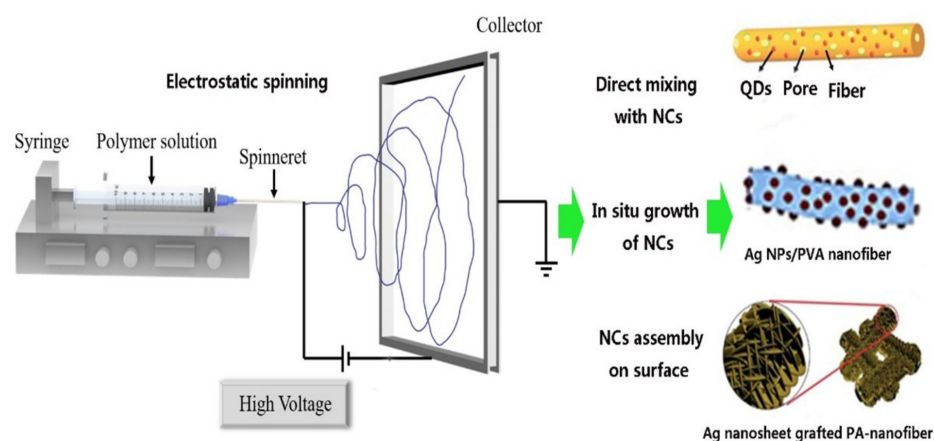 Collector
Electrostatic spinning
Syringe
Polymer solution
Spinneret
High Voltage
Direct mixing
with NCs
QDs Pore Fiber
In situ growth
of NCs
Ag NPs/PVA nanofiber
NCs assembly
on surface
Ag nanosheet grafted PA-nanofiber